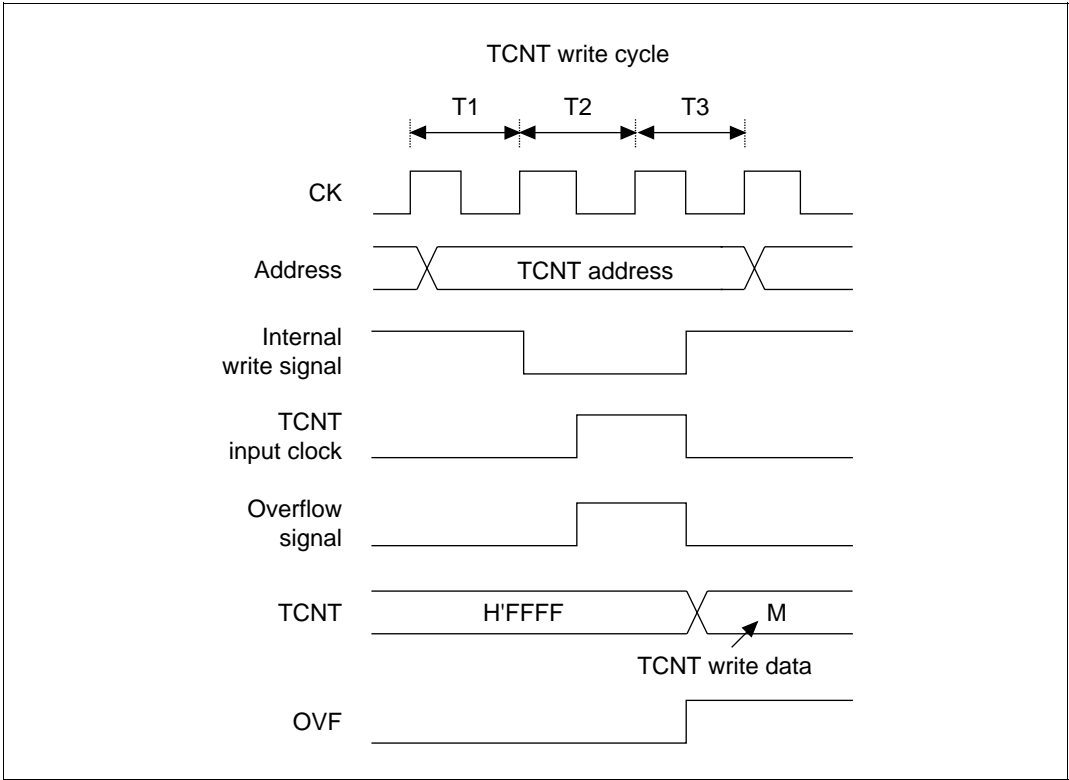 TCNT write cycle
T1 T2 T3
CK
Address TCNT address
Internal
write signal
TCNT
input clock
Overflow
signal
TCNT H'FFFF M
TCNT write data
OVF